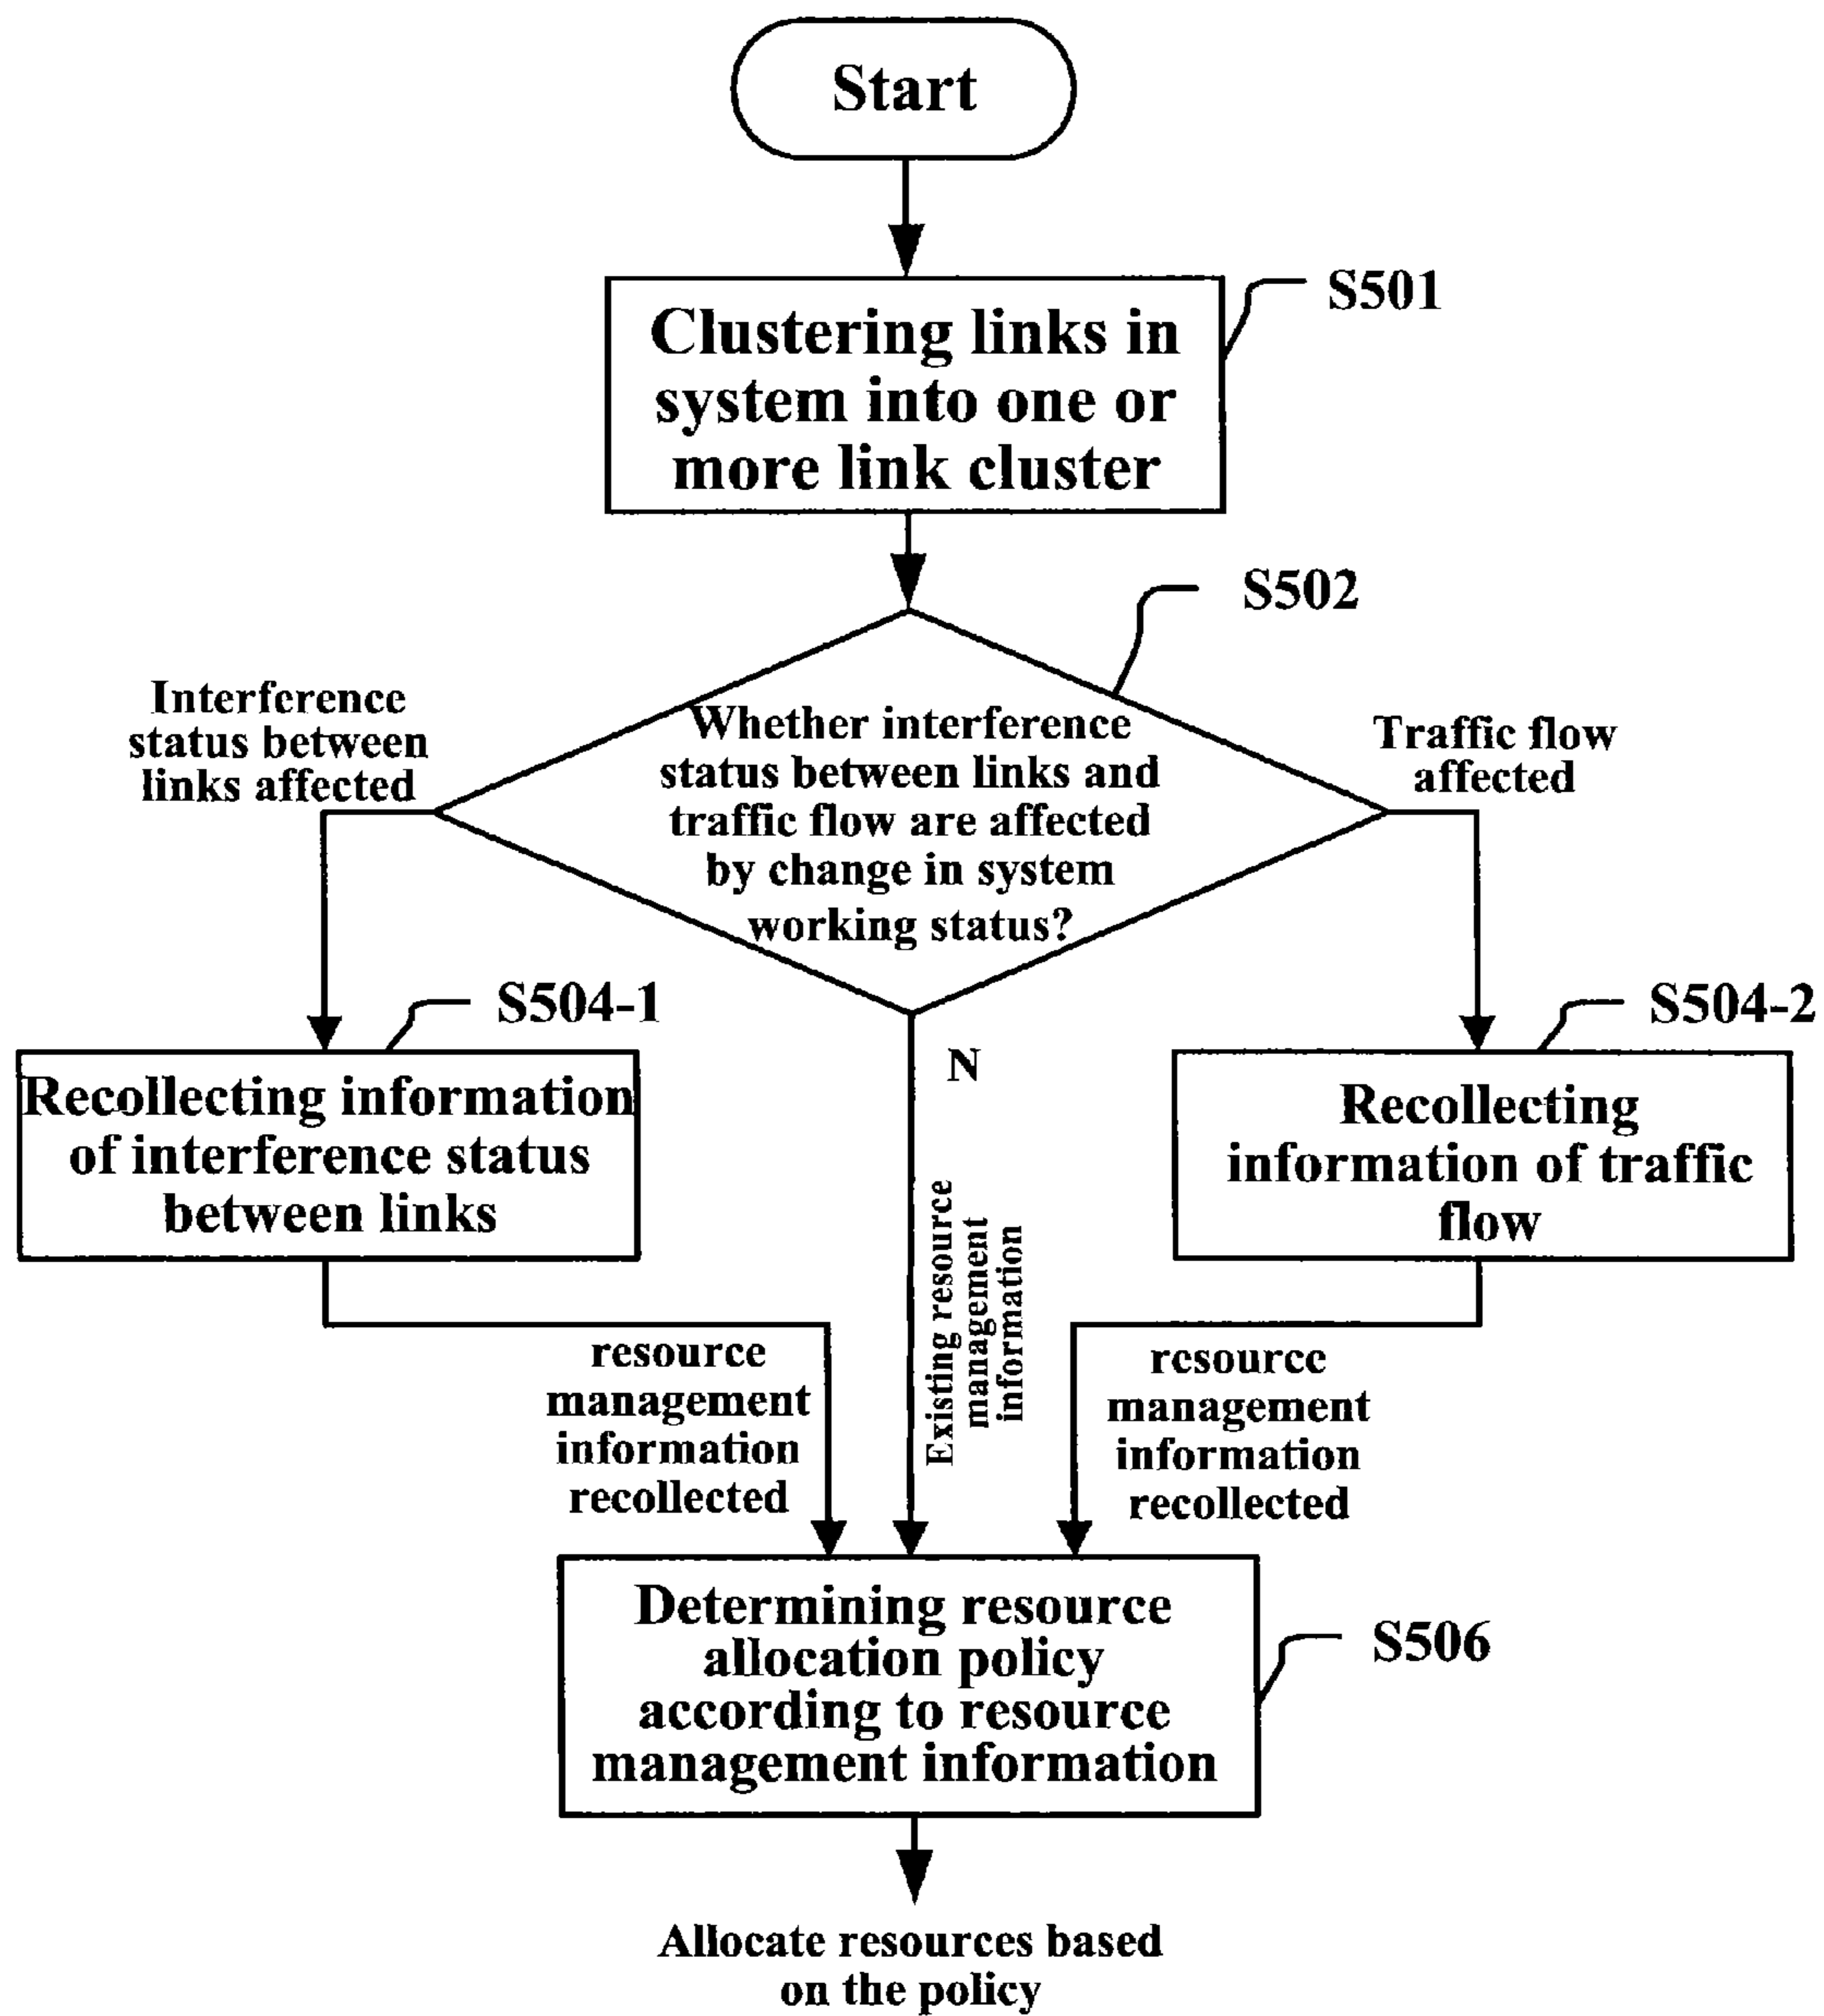 Start
S501
Clustering links in
system into one or
more link cluster
S502
Interference
status between
links affected
Whether interference
status between links and
traffic flow are affected
by change in system
working status?
Traffic flow
affected
S504-1
S504-2
Recollecting information
of interference status
between links
N
Recollecting
information of traffic
flow
Existing resource
management
information
resource
management
information
recollected
resource
management
information
recollected
Determining resource
allocation policy
according to resource
management information
S506
Allocate resources based
on the policy